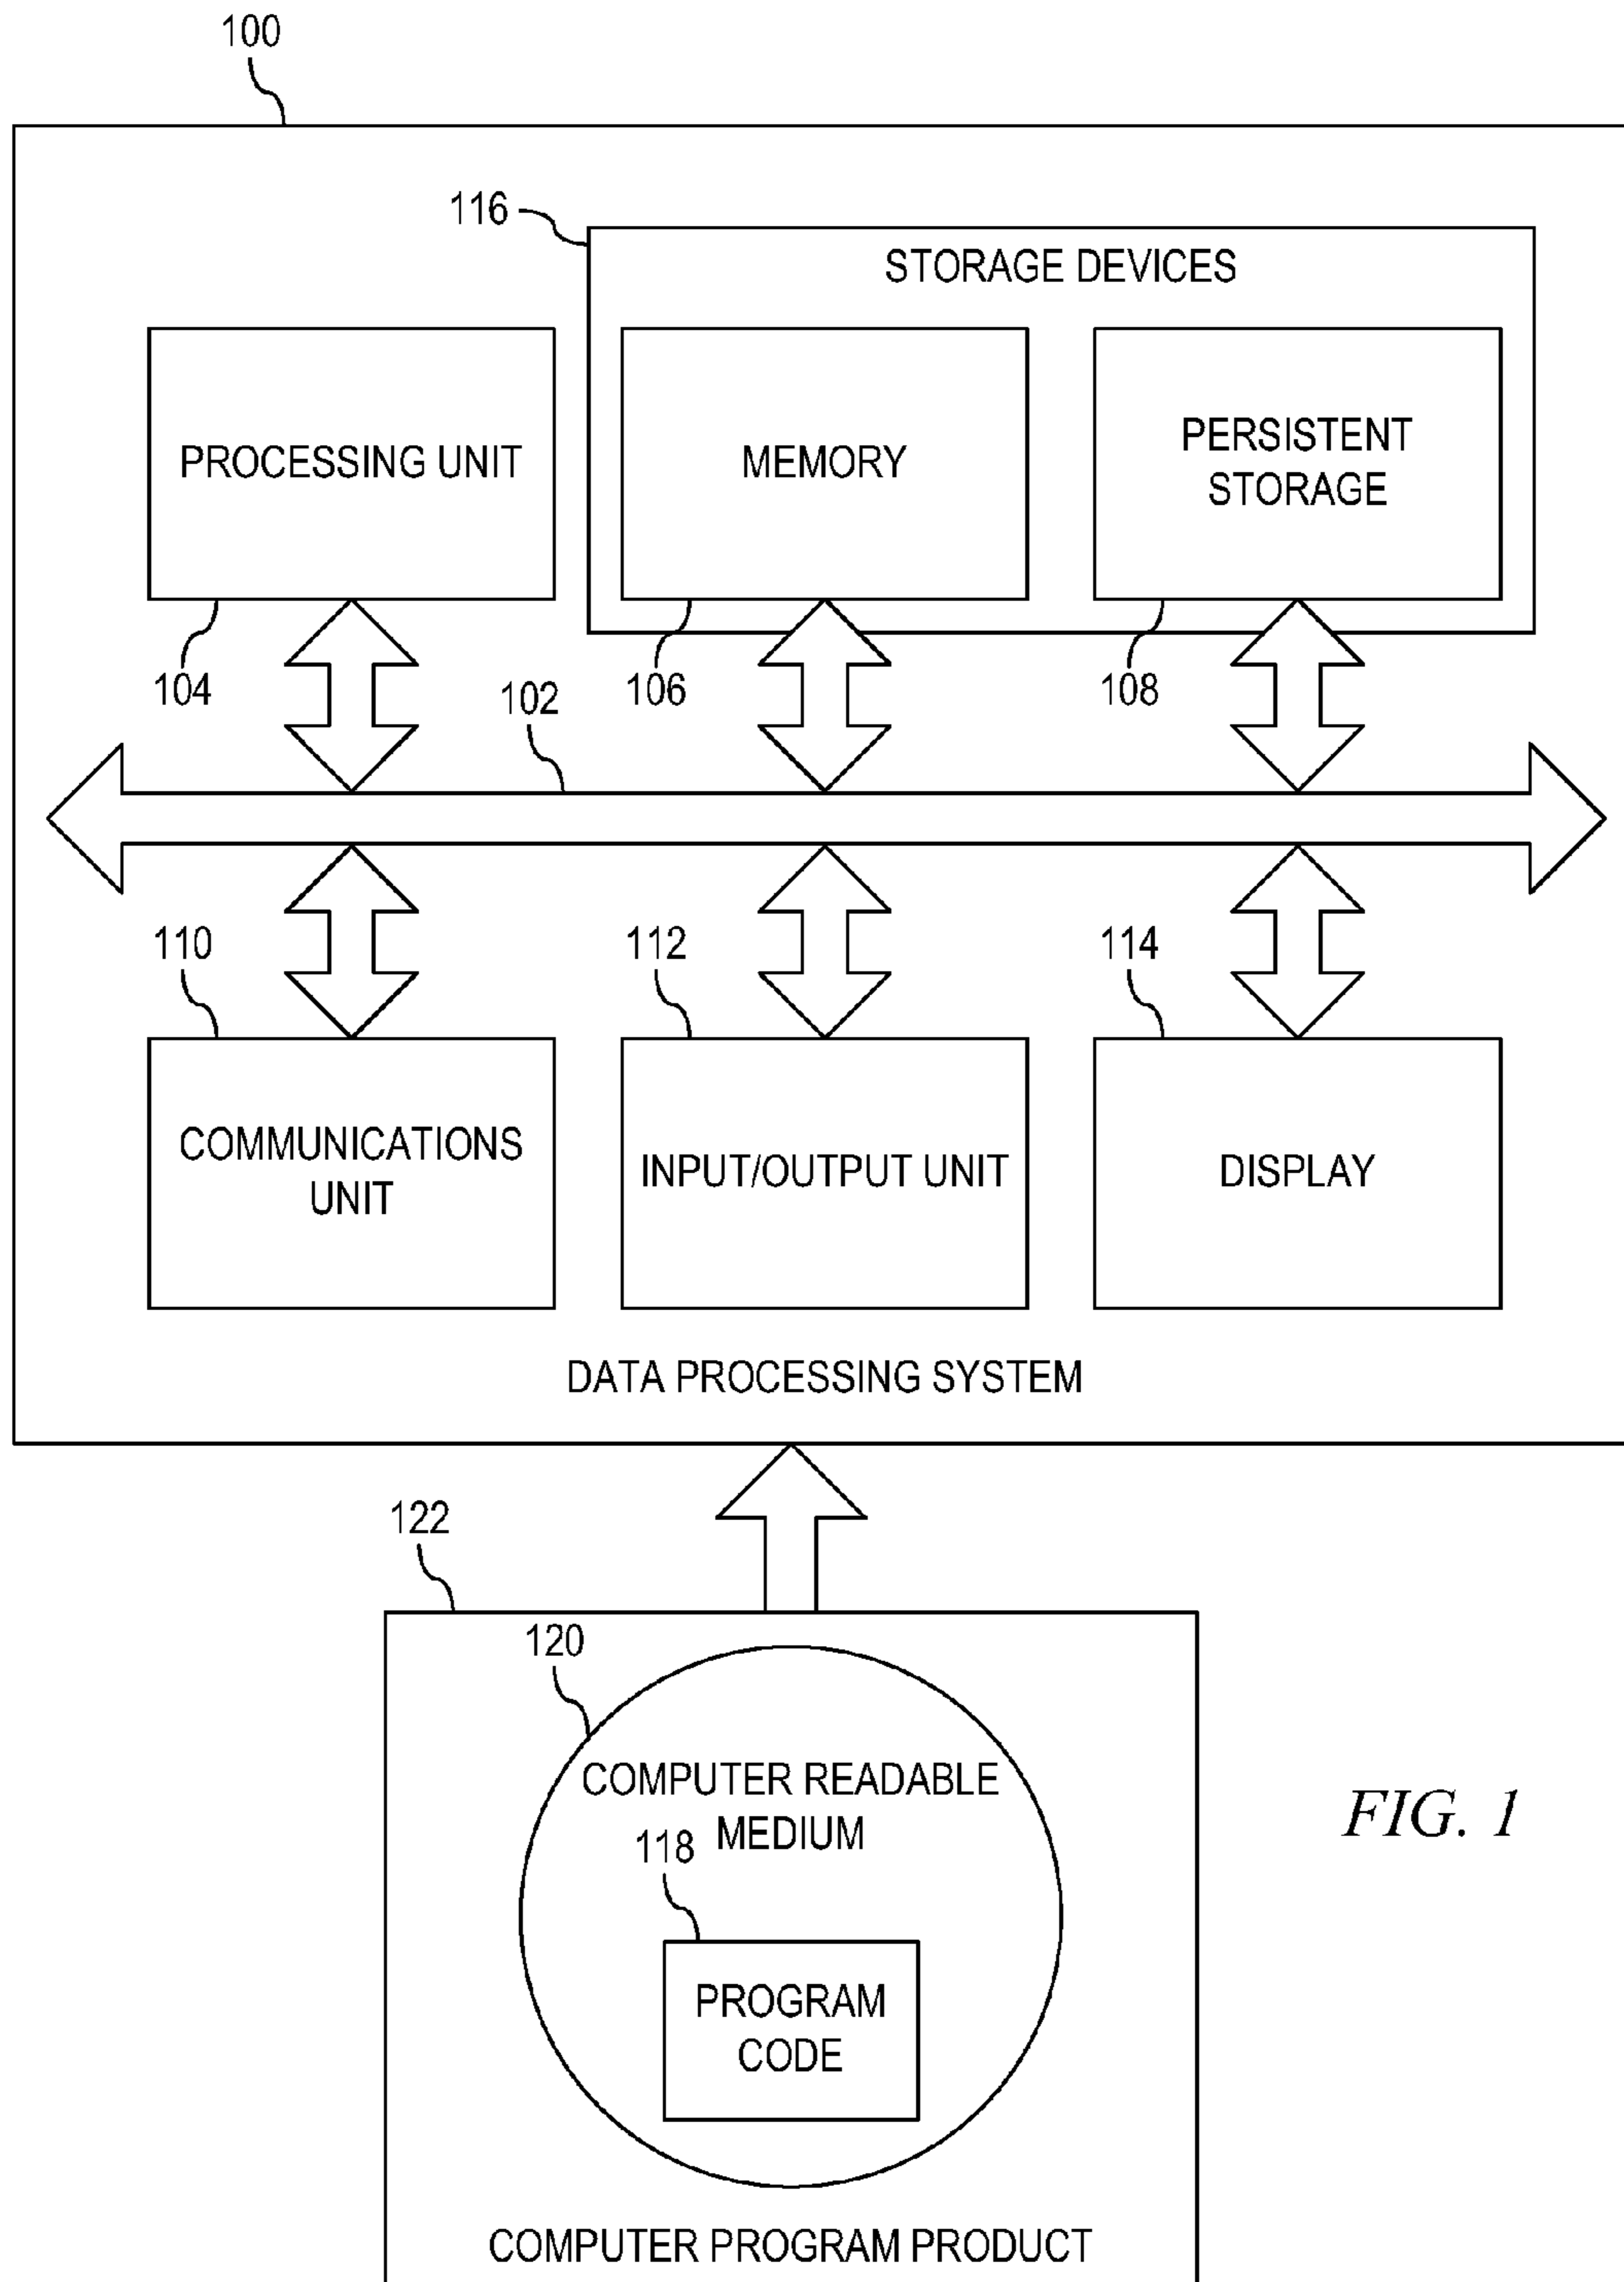 100
116
STORAGE DEVICES
PROCESSING UNIT
MEMORY
PERSISTENT
STORAGE
104
106
108
102
110
112
114
COMMUNICATIONS
UNIT
INPUT/OUTPUT UNIT
DISPLAY
DATA PROCESSING SYSTEM
122
120
COMPUTER READABLE
MEDIUM
118
PROGRAM
CODE
COMPUTER PROGRAM PRODUCT
FIG. 1